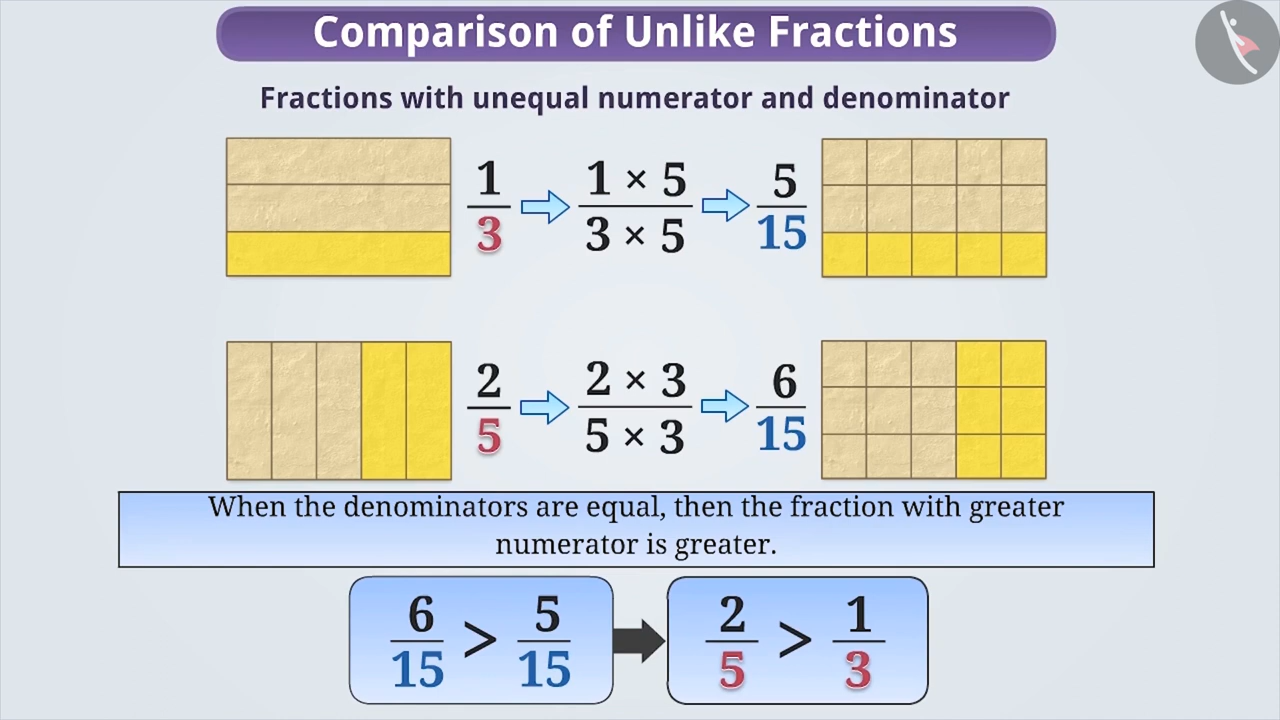 Comparison of Unlike Fractions
Fractions with unequal numerator and denominator
1/3 1 × 5/3 × 5 5/15
2/5 2 × 3/5 × 3 6/15
When the denominators are equal, then the fraction with greater
numerator is greater.
6/15 > 5/15 2/5 > 1/3